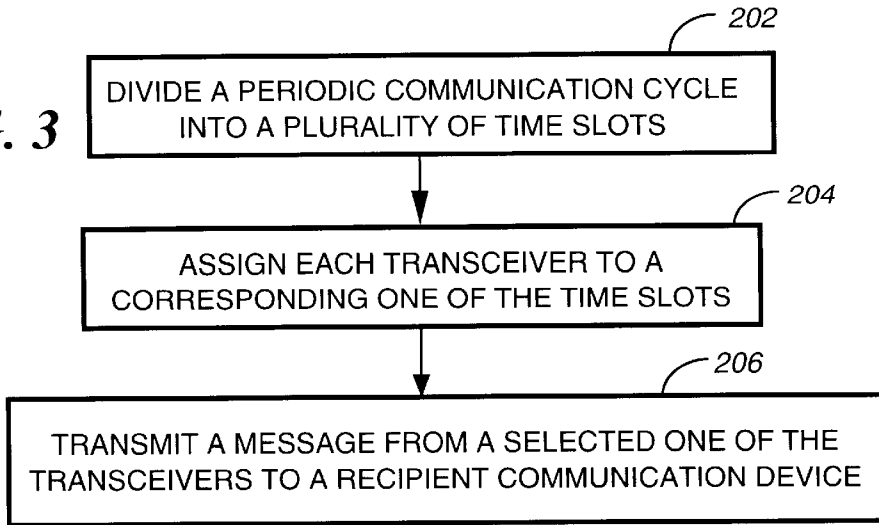 202
DIVIDE A PERIODIC COMMUNICATION CYCLE
INTO A PLURALITY OF TIME SLOTS
. 3
204
ASSIGN EACH TRANSCEIVER TO A
CORRESPONDING ONE OF THE TIME SLOTS
206
TRANSMIT A MESSAGE FROM A SELECTED ONE OF THE
TRANSCEIVERS TO A RECIPIENT COMMUNICATION DEVICE